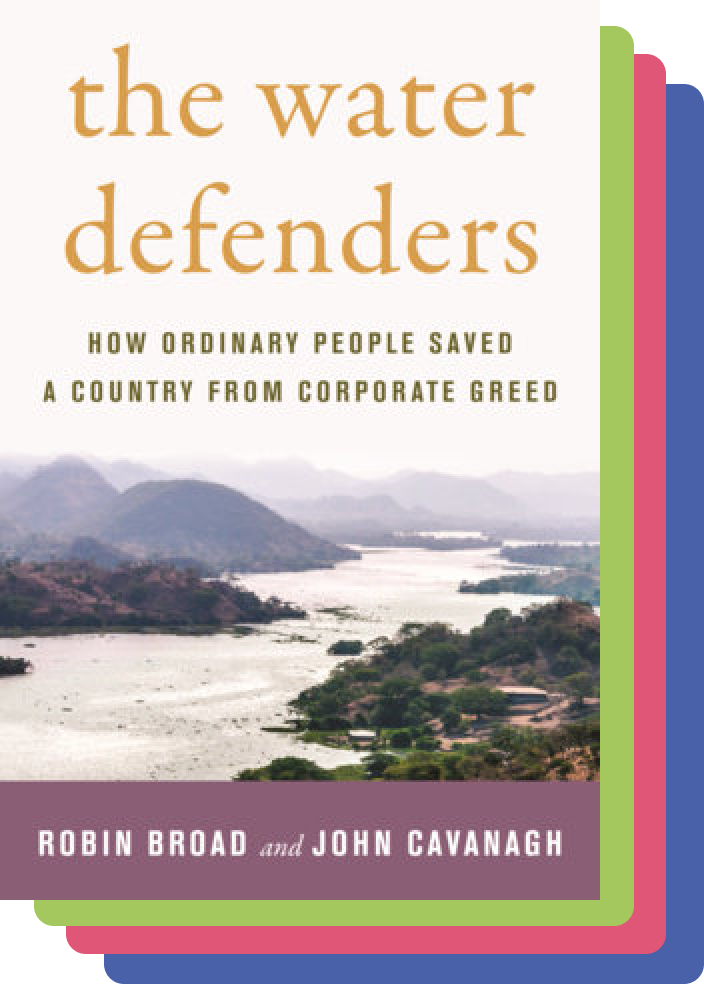 the water
defenders
HOW ORDINARY PEOPLE SAVED
A COUNTRY FROM CORPORATE GREED
ROBIN BROAD and JOHN CAVANAGH